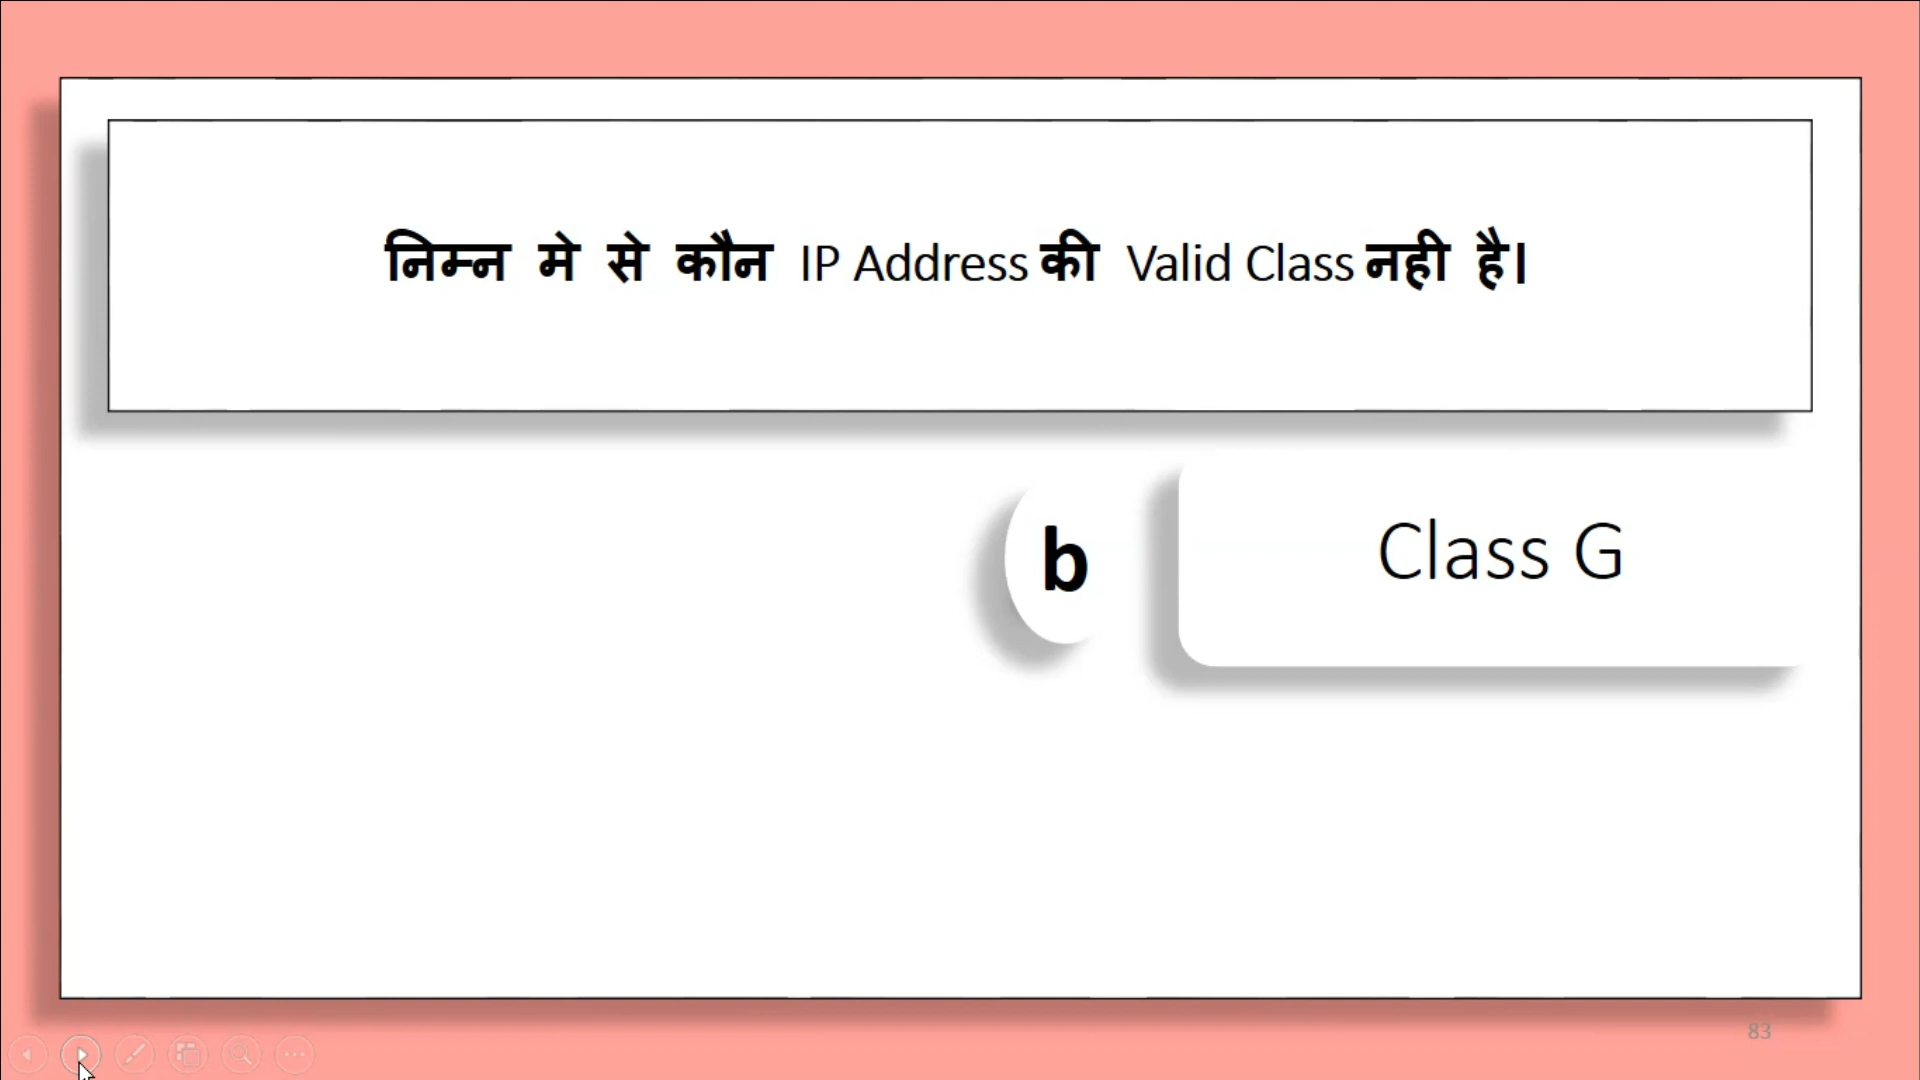 निम्न मे से कौन IP Address की Valid Class नही है।
b
Class G
83